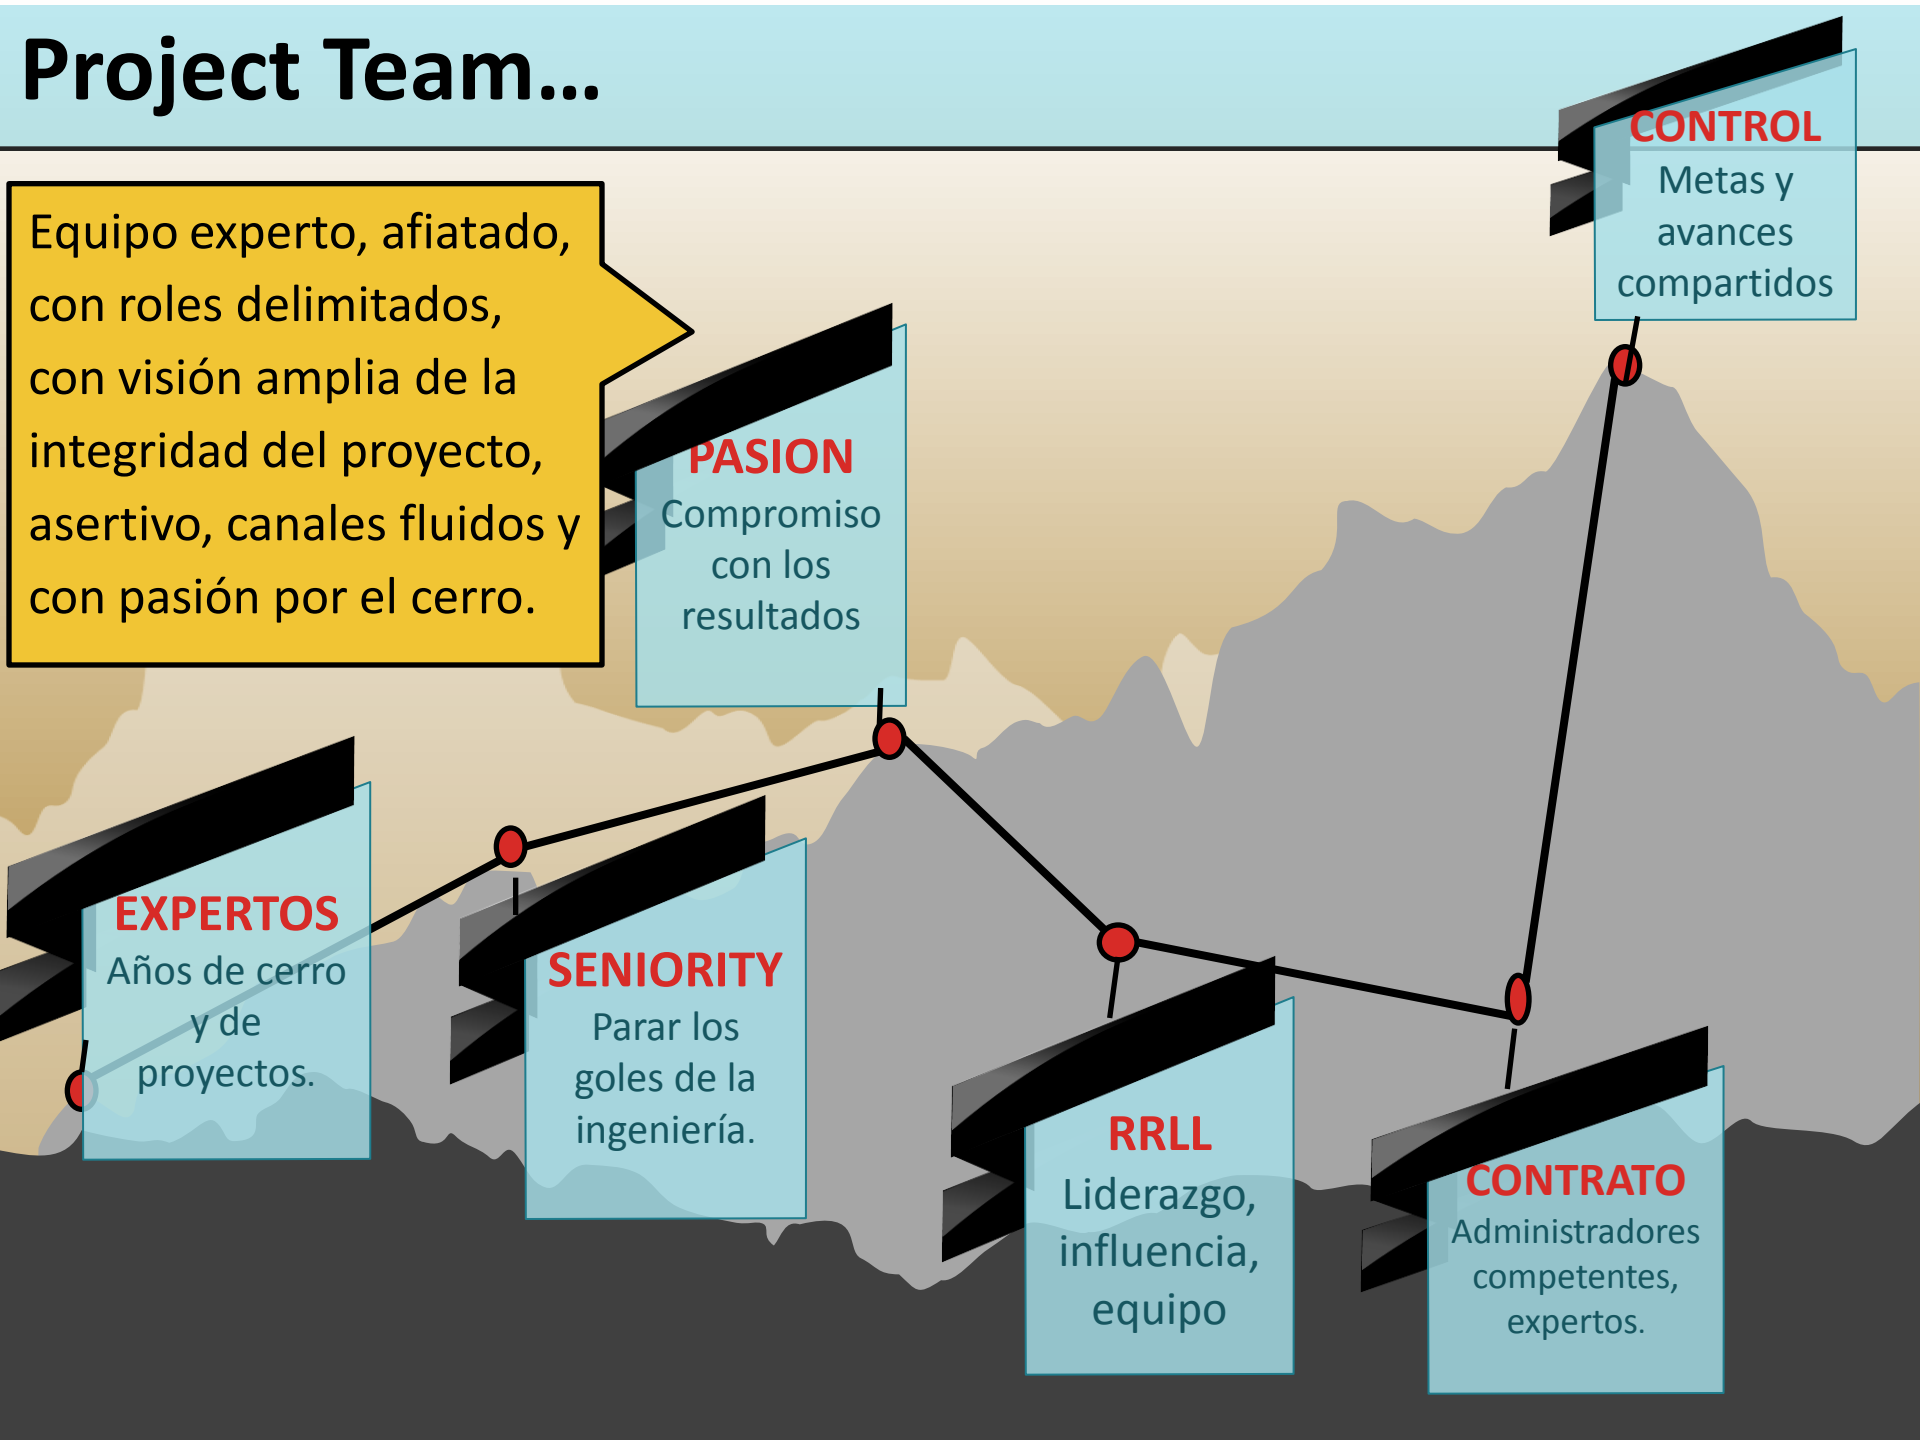 Project Team...
Equipo experto, afiatado,
con roles delimitados,
con visión amplia de la
integridad del proyecto,
asertivo, canales fluidos y
con pasión por el cerro.
CONTROL
Metas y
avances
compartidos
PASION
Compromiso
con los
resultados
EXPERTOS
Años de cerro
y de
proyectos.
SENIORITY
Parar los
goles de la
ingeniería.
RRLL
Liderazgo,
influencia,
equipo
CONTRATO
Administradores
competentes,
expertos.